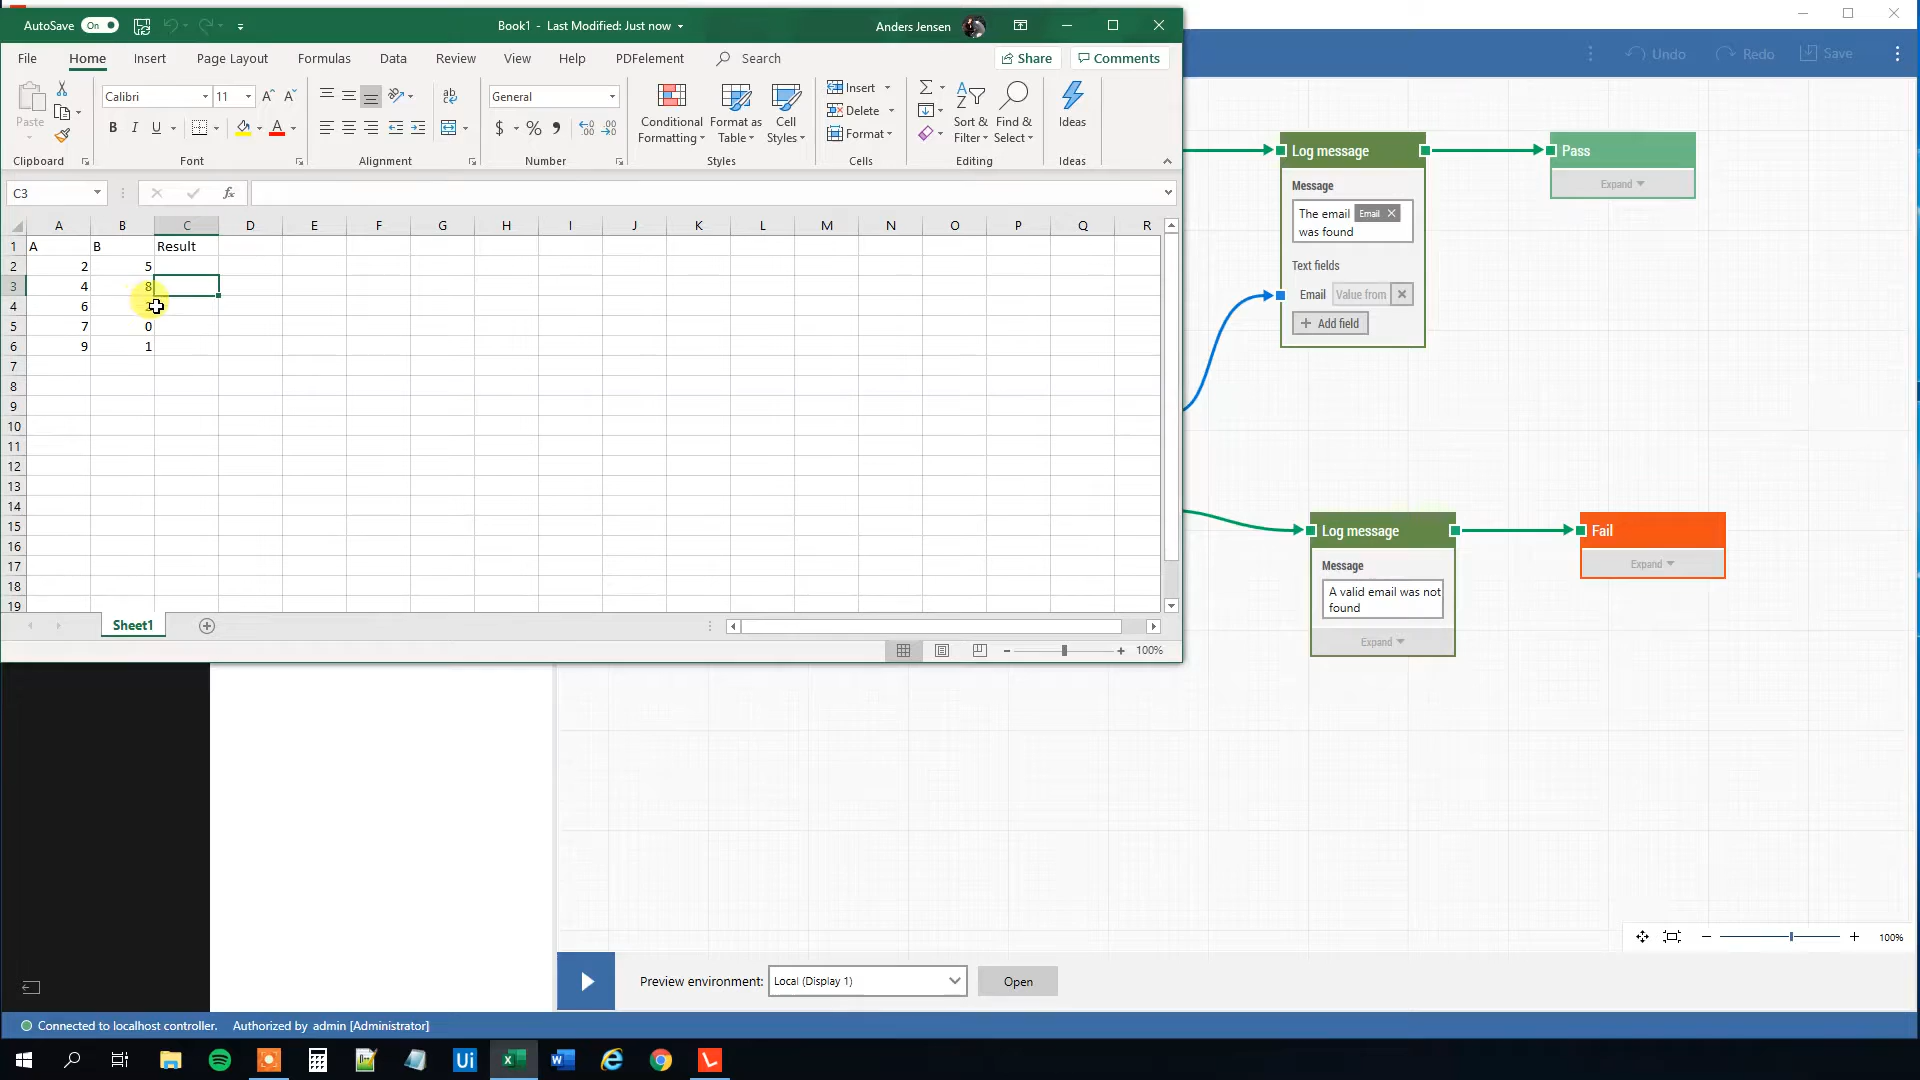 AutoSave On
Book1 - Last Modified: Just now
Anders Jensen
File Home Insert Page Layout Formulas Data Review View Help PDFelement Search Share Comments
Undo Redo Save
Paste
Calibri 11
General
Conditional Formatting
Format as Table
Cell Styles
Insert
Delete
Format
Sort & Filter
Find & Select
Ideas
Clipboard Font Alignment Number Styles Cells Editing Ideas
C3 fx
A B C D E F G H I J K L M N O P Q R
1 A B Result
2 2 5
3 4 8
4 6
5 7 0
6 9 1
7
8
9
10
11
12
13
14
15
16
17
18
19
Sheet1
100%
Log message
Message
The email Email
was found
Text fields
Email Value from
+ Add field
Pass
Expand
Log message
Message
A valid email was not
found
Expand
Fail
Expand
100%
Preview environment: Local (Display 1) Open
Connected to localhost controller. Authorized by admin [Administrator]
Ui